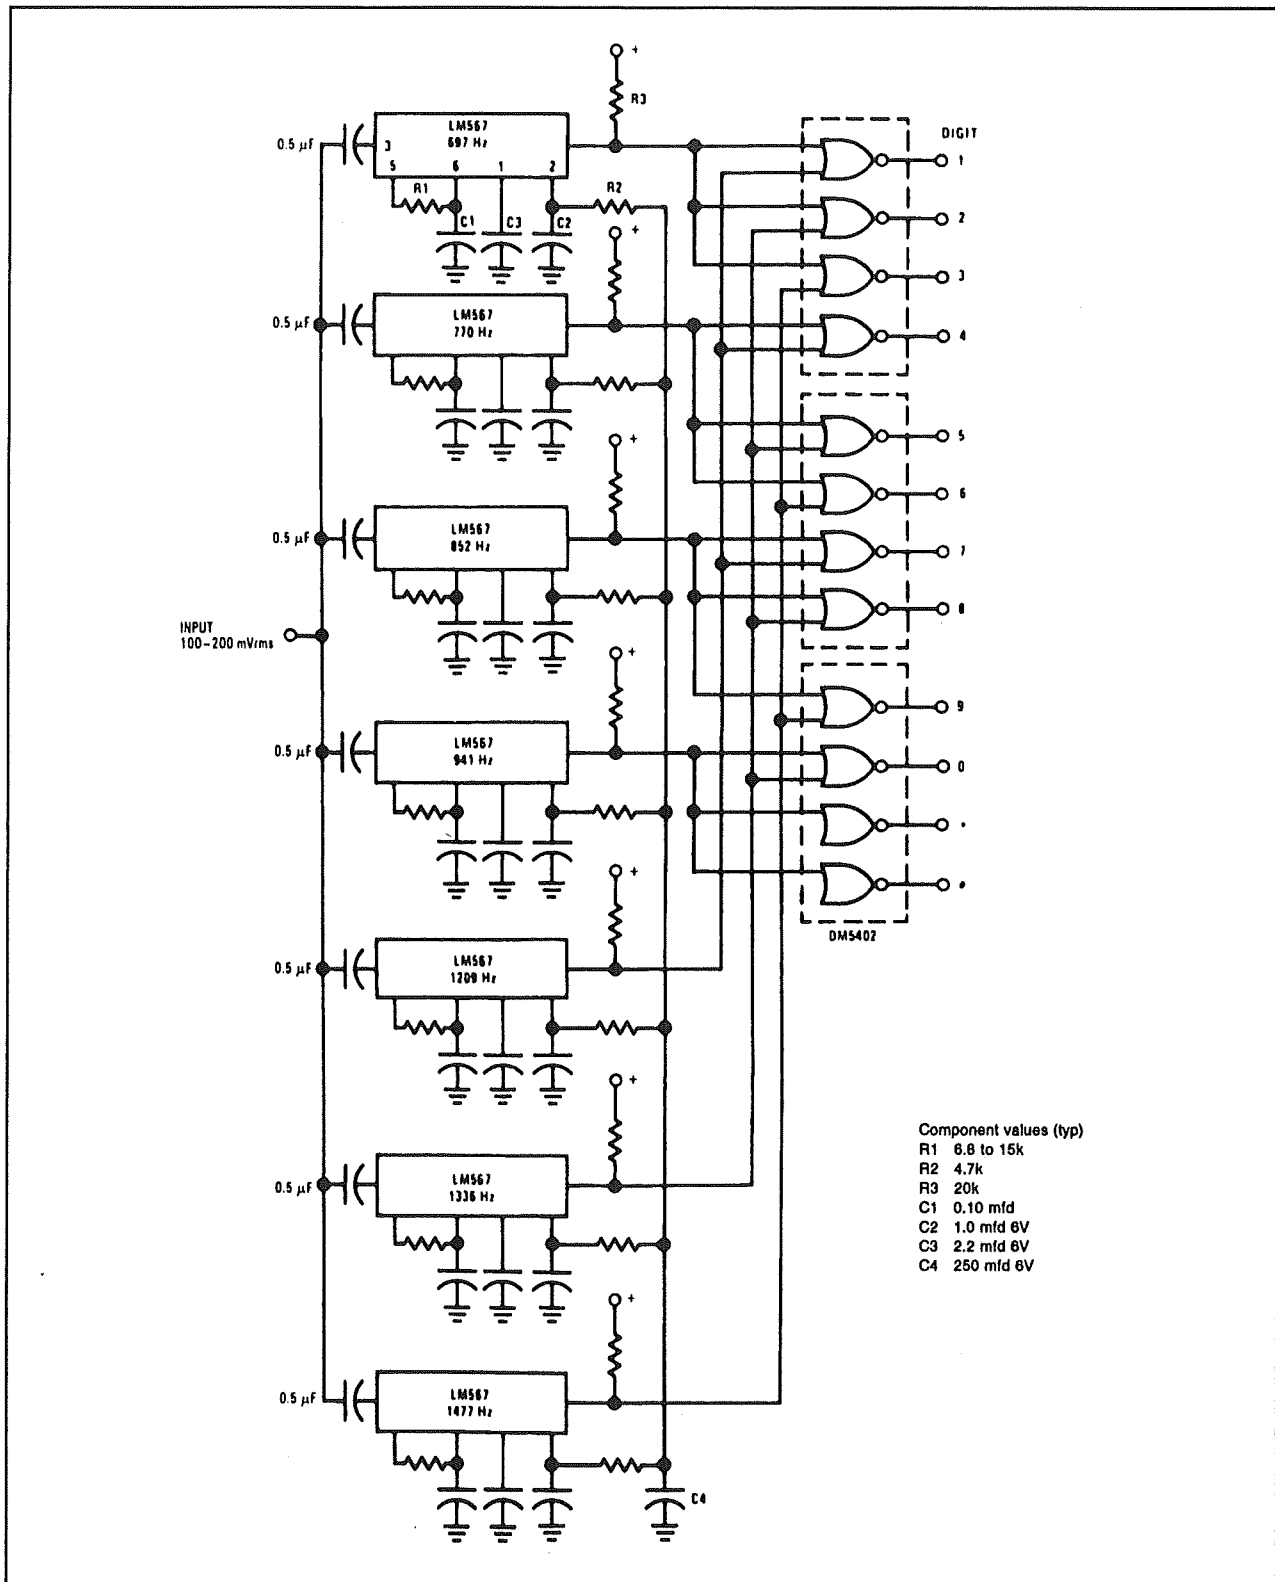 +
R3
LM567
697 Hz
0.5 µF
3
5 6 1 2
R1
R2
C1 C3 C2
DIGIT
1
2
3
4
+
LM567
770 Hz
0.5 µF
+
5
6
7
8
LM567
852 Hz
0.5 µF
INPUT
100–200 mVrms
+
LM567
941 Hz
0.5 µF
9
0
DM5402
+
LM567
1209 Hz
0.5 µF
+
LM567
1336 Hz
0.5 µF
Component values (typ)
R1 6.8 to 15k
R2 4.7k
R3 20k
C1 0.10 mfd
C2 1.0 mfd 6V
C3 2.2 mfd 6V
C4 250 mfd 6V
+
LM567
1477 Hz
0.5 µF
C4